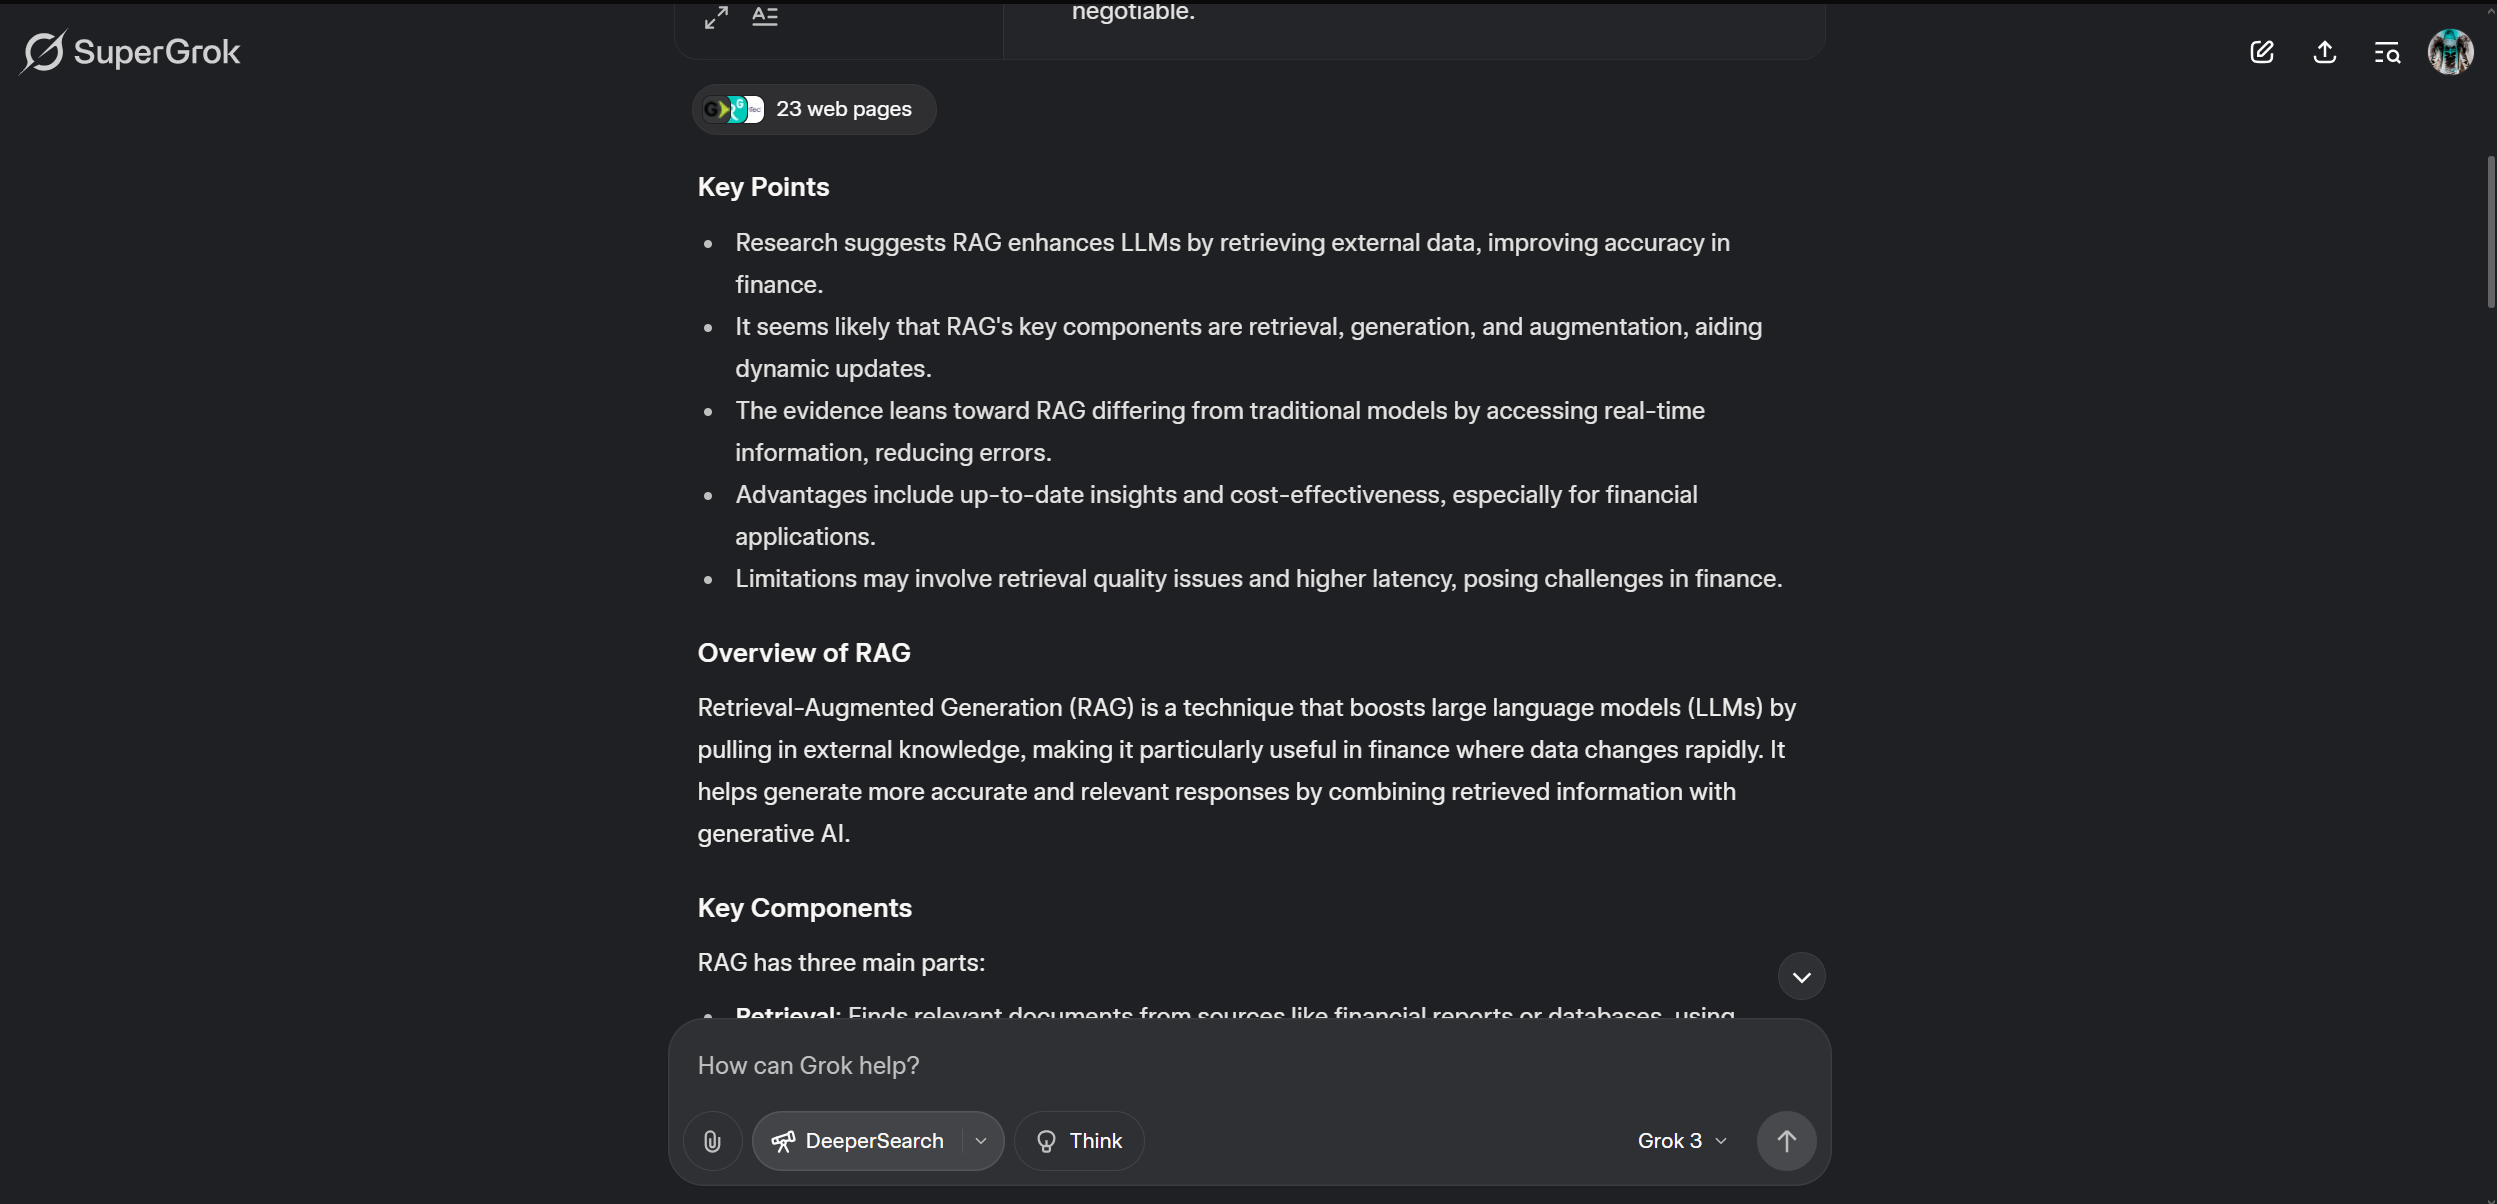 negotiable.
SuperGrok
23 web pages
Key Points
• Research suggests RAG enhances LLMs by retrieving external data, improving accuracy in
finance.
• It seems likely that RAG's key components are retrieval, generation, and augmentation, aiding
dynamic updates.
• The evidence leans toward RAG differing from traditional models by accessing real-time
information, reducing errors.
• Advantages include up-to-date insights and cost-effectiveness, especially for financial
applications.
• Limitations may involve retrieval quality issues and higher latency, posing challenges in finance.
Overview of RAG
Retrieval-Augmented Generation (RAG) is a technique that boosts large language models (LLMs) by
pulling in external knowledge, making it particularly useful in finance where data changes rapidly. It
helps generate more accurate and relevant responses by combining retrieved information with
generative AI.
Key Components
RAG has three main parts:
• Retrieval: Finds relevant documents from sources like financial reports or databases, using
How can Grok help?
DeeperSearch
Think
Grok 3